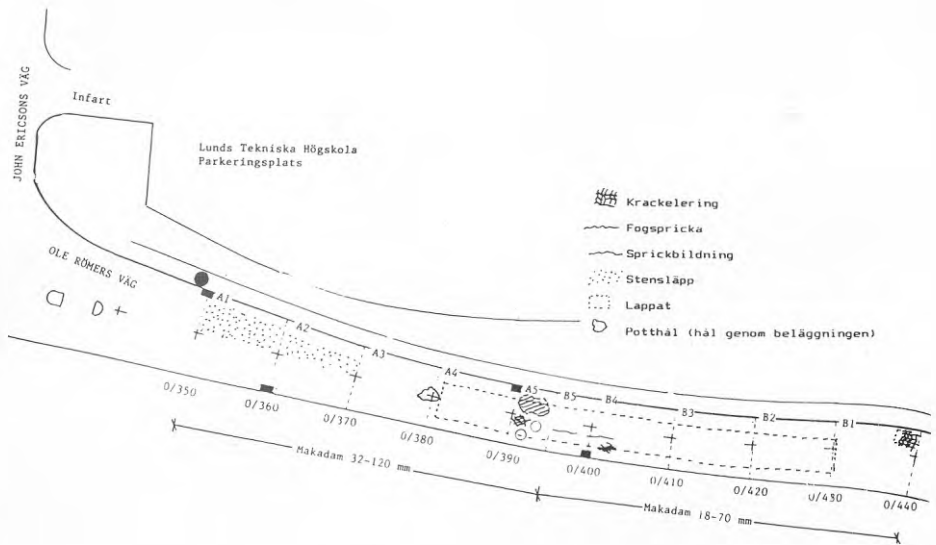 JOHN ERICSONS VÄG
Infart
Lunds Tekniska Högskola
Parkeringsplats
OLE RÖMERS VÄG
Krackelering
Fogspricka
Sprickbildning
Stensläpp
Lappat
Potthål (hål genom beläggningen)
A1
A2
A3
A4
A5
B5
B4
B3
B2
B1
0/350
0/360
0/370
0/380
0/390
0/400
0/410
0/420
0/430
0/440
Makadam 32-120 mm
Makadam 18-70 mm